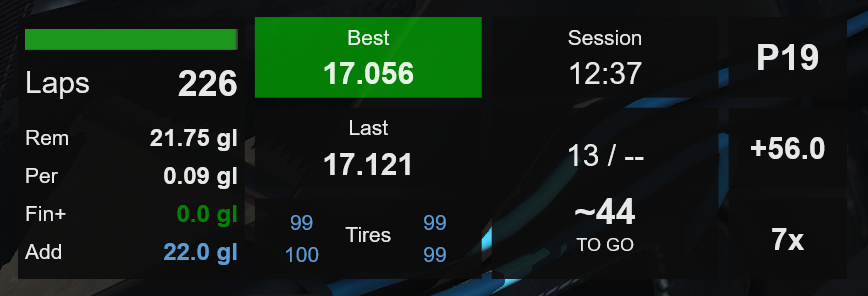 Laps 226
Rem 21.75 gl
Per 0.09 gl
Fin+ 0.0 gl
Add 22.0 gl
Best
17.056
Last
17.121
99 99
Tires
100 99
Session
12:37
13 / --
~44
TO GO
P19
+56.0
7x